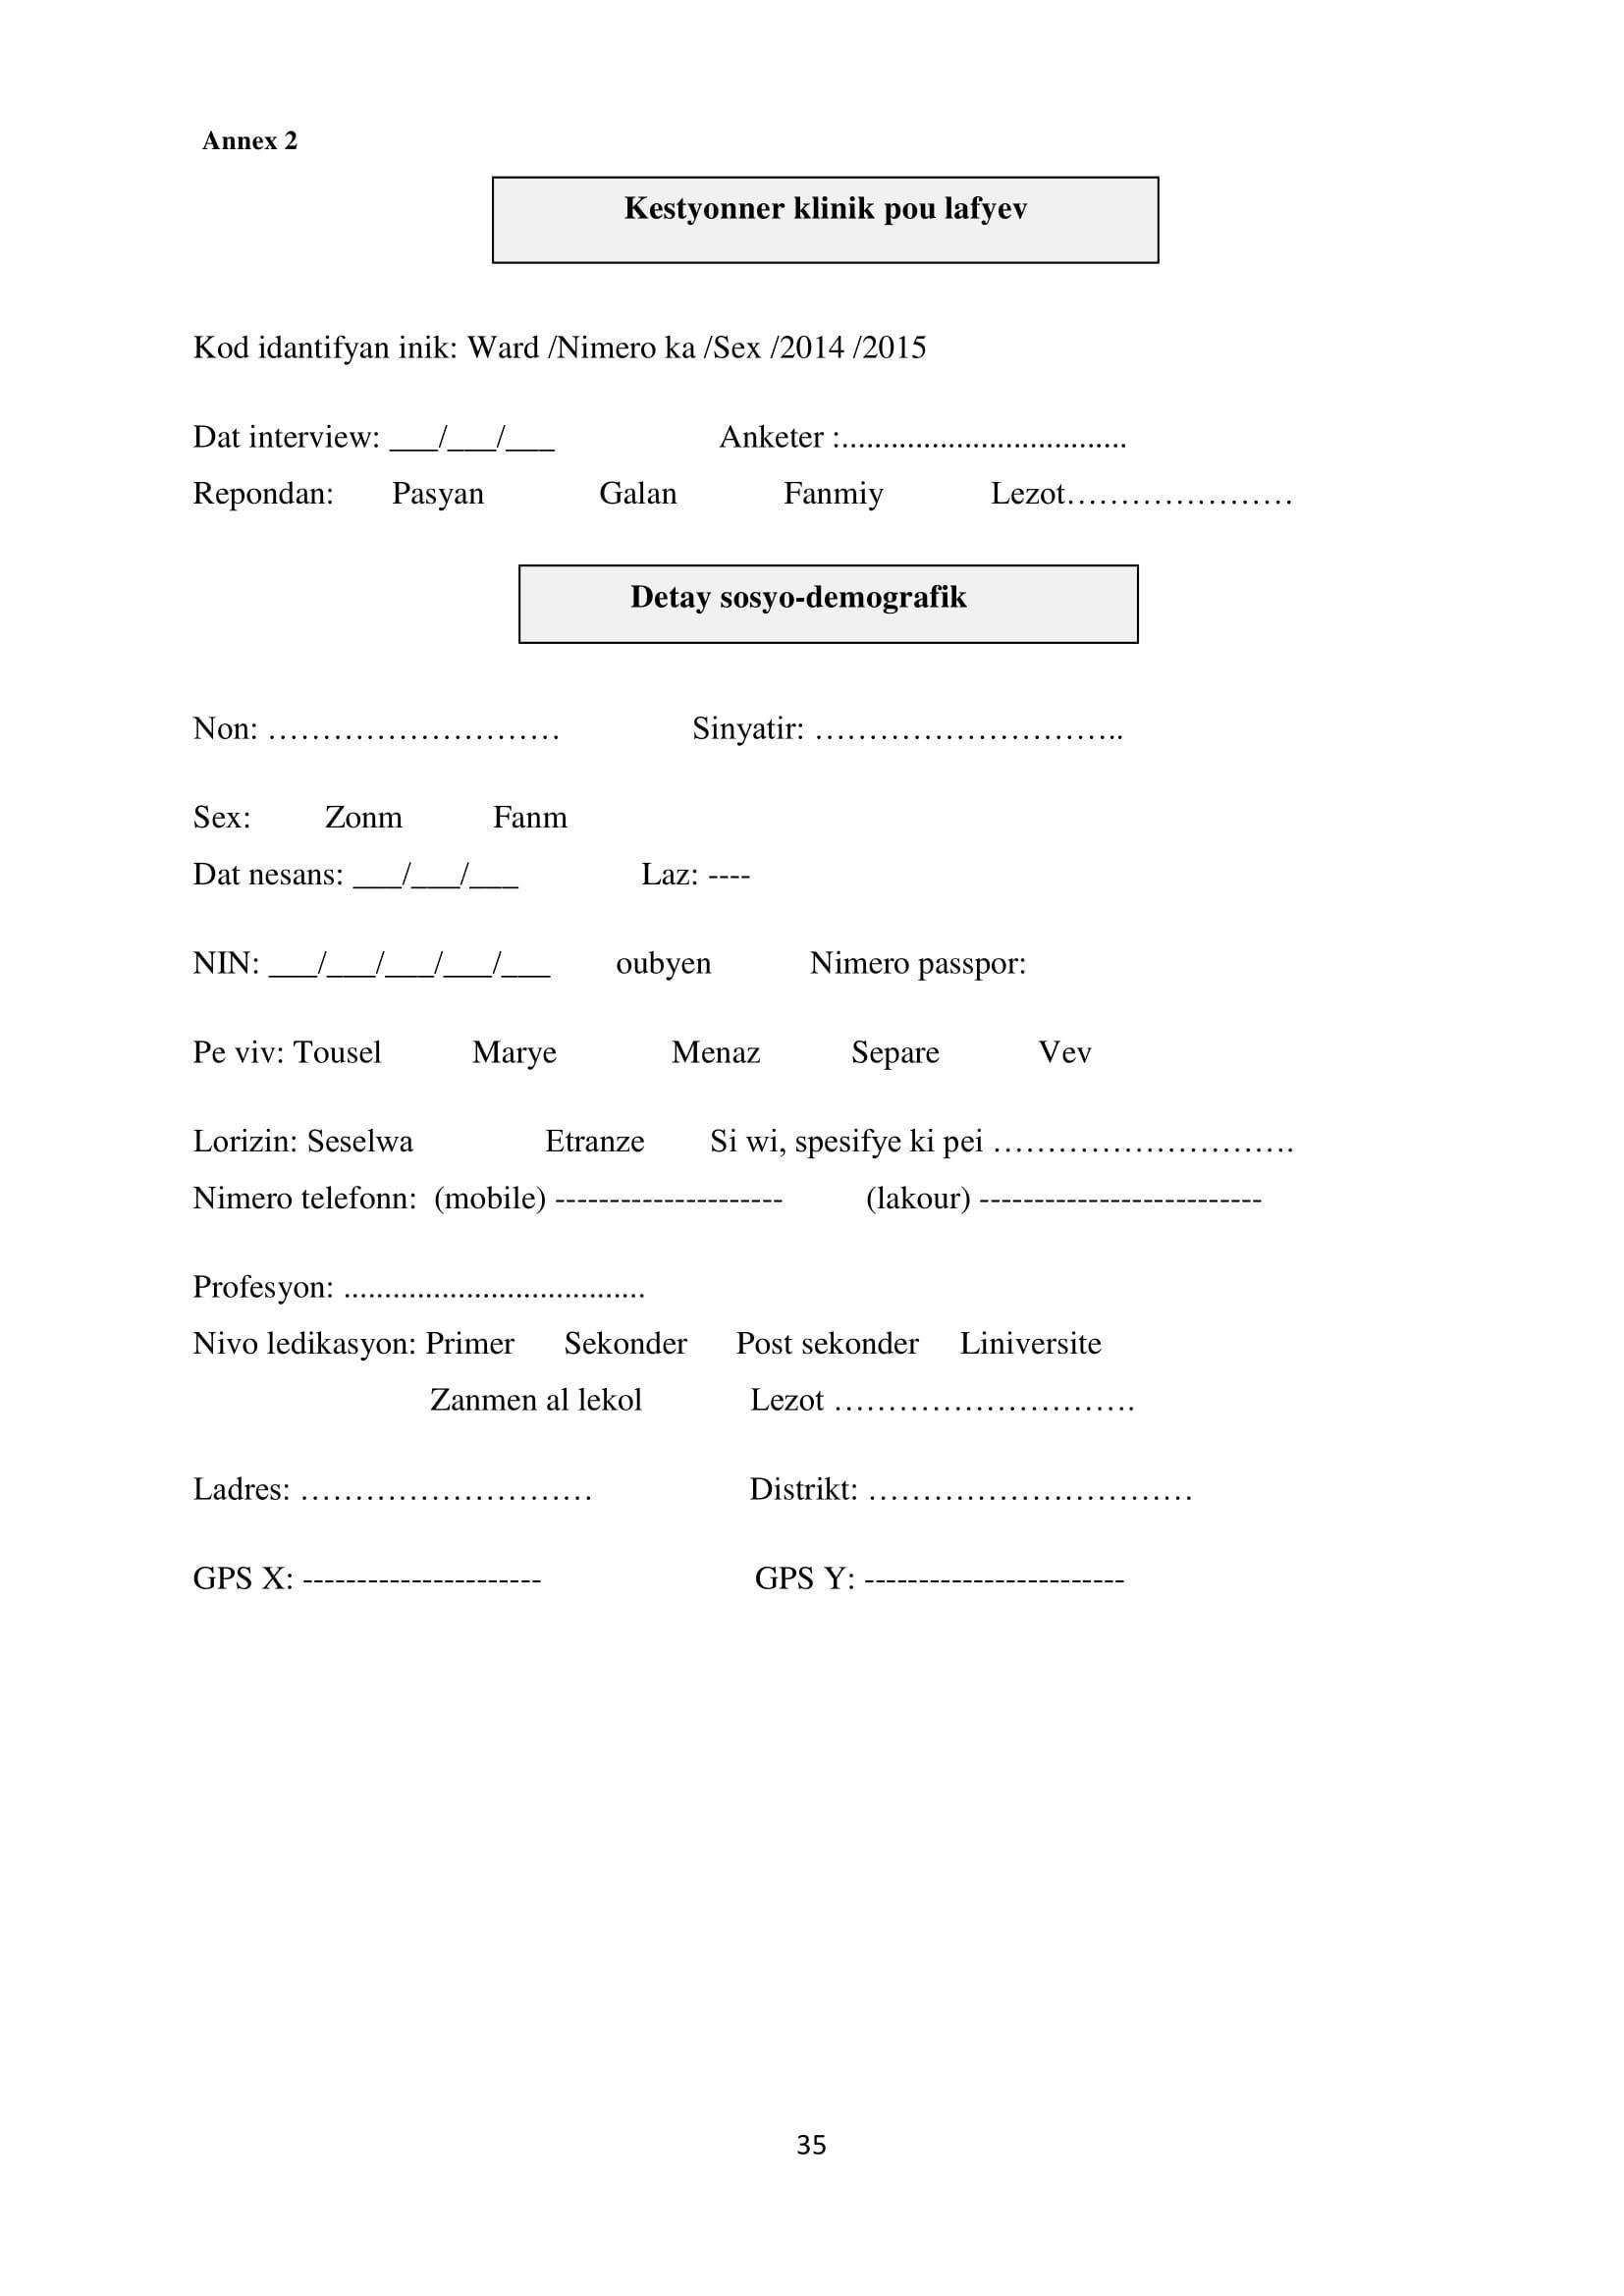 Annex 2
Kestyonner klinik pou lafyev
Kod idantifyan inik: Ward /Nimero ka /Sex /2014 /2015
Dat interview: ___/___/___ Anketer :...................................
Repondan: Pasyan Galan Fanmiy Lezot…………………
Detay sosyo-demografik
Non: ……………………… Sinyatir: ………………………..
Sex: Zonm Fanm
Dat nesans: ___/___/___ Laz: ----
NIN: ___/___/___/___/___ oubyen Nimero passpor:
Pe viv: Tousel Marye Menaz Separe Vev
Lorizin: Seselwa Etranze Si wi, spesifye ki pei ……………………….
Nimero telefonn: (mobile) --------------------- (lakour) --------------------------
Profesyon: .....................................
Nivo ledikasyon: Primer Sekonder Post sekonder Liniversite
Zanmen al lekol Lezot ……………………….
Ladres: ……………………… Distrikt: …………………………
GPS X: ---------------------- GPS Y: ------------------------
35